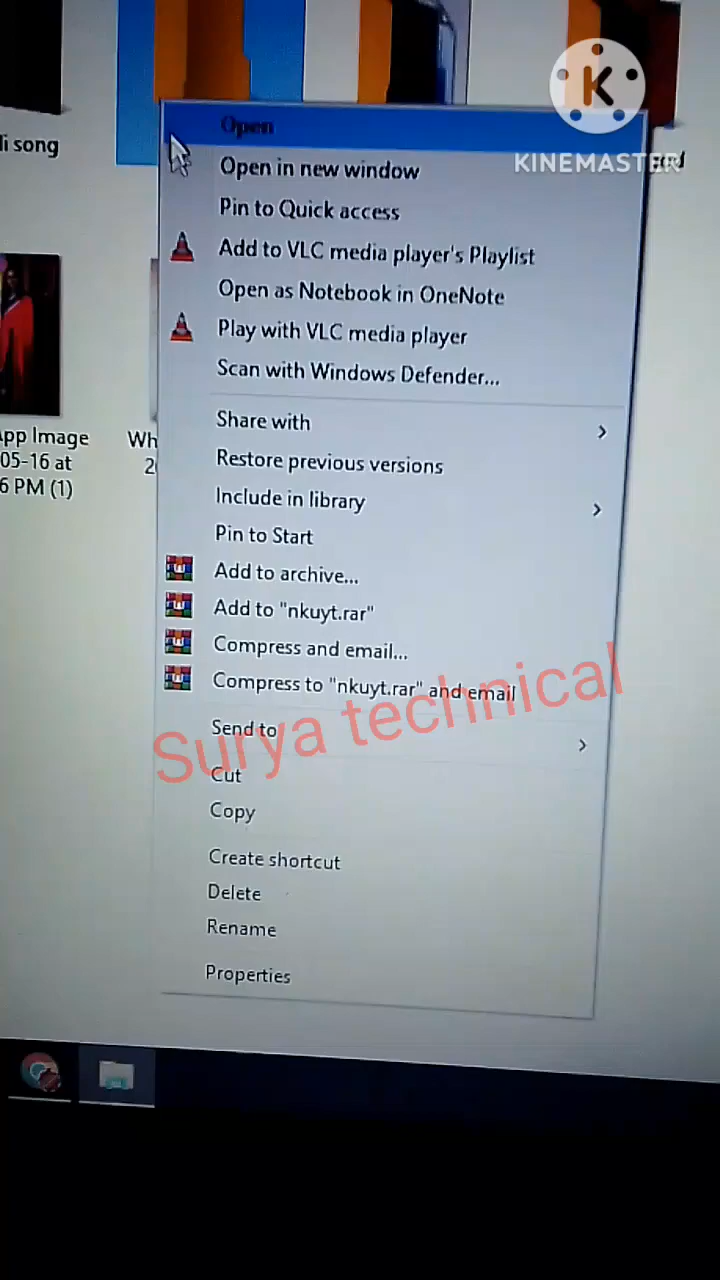 li song
KINEMASTER
Open
Open in new window
Pin to Quick access
Add to VLC media player's Playlist
Open as Notebook in OneNote
Play with VLC media player
Scan with Windows Defender...
Share with
App Image
05-16 at
6 PM (1)
Wh
2
Restore previous versions
Include in library
Pin to Start
Add to archive...
Add to "nkuyt.rar"
Compress and email...
Compress to "nkuyt.rar" and email
Surya technical
Send to
Cut
Copy
Create shortcut
Delete
Rename
Properties